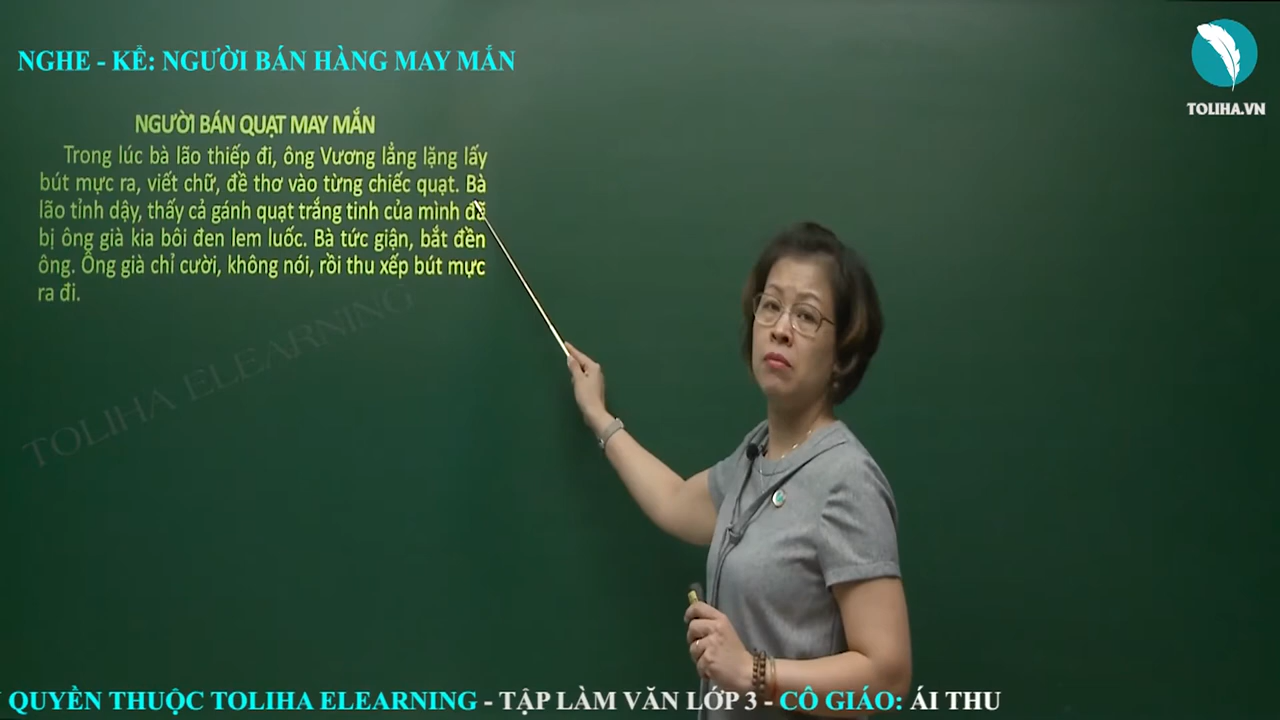 NGHE - KỂ: NGƯỜI BÁN HÀNG MAY MẮN
TOLIHA.VN
NGƯỜI BÁN QUẠT MAY MẮN
Trong lúc bà lão thiếp đi, ông Vương lẳng lặng lấy
bút mực ra, viết chữ, đề thơ vào từng chiếc quạt. Bà
lão tỉnh dậy, thấy cả gánh quạt trắng tinh của mình đã
bị ông già kia bôi đen lem luốc. Bà tức giận, bắt đền
ông. Ông già chỉ cười, không nói, rồi thu xếp bút mực
ra đi.
TOLIHA ELEARNING
QUYỀN THUỘC TOLIHA ELEARNING - TẬP LÀM VĂN LỚP 3 - CÔ GIÁO: ÁI THU